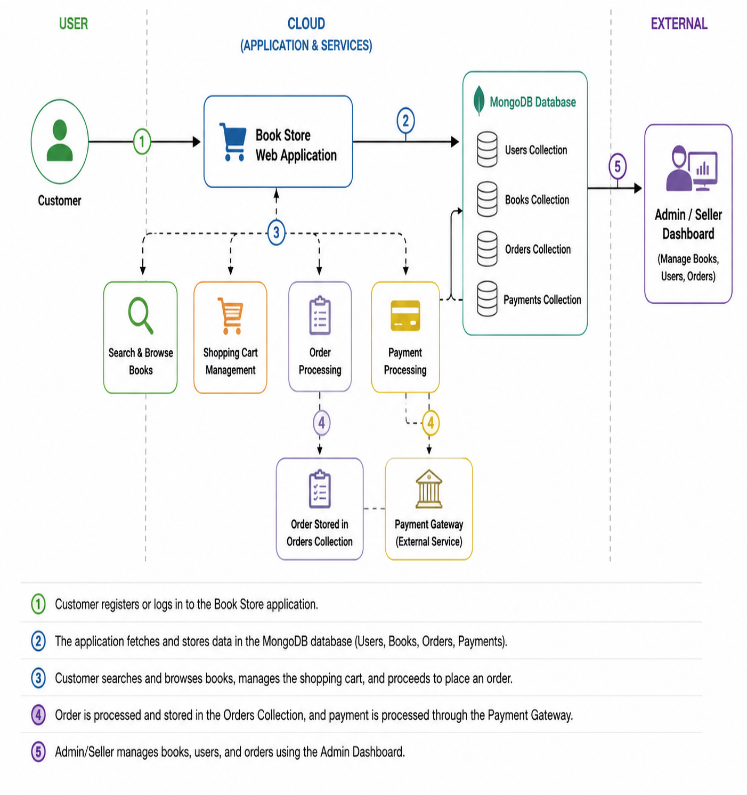 USER
CLOUD
(APPLICATION & SERVICES)
EXTERNAL
Customer
1
Book Store
Web Application
2
MongoDB Database
Users Collection
Books Collection
Orders Collection
Payments Collection
5
Admin / Seller
Dashboard
(Manage Books,
Users, Orders)
3
Search & Browse
Books
Shopping Cart
Management
Order
Processing
Payment
Processing
4
4
Order Stored in
Orders Collection
Payment Gateway
(External Service)
1 Customer registers or logs in to the Book Store application.
2 The application fetches and stores data in the MongoDB database (Users, Books, Orders, Payments).
3 Customer searches and browses books, manages the shopping cart, and proceeds to place an order.
4 Order is processed and stored in the Orders Collection, and payment is processed through the Payment Gateway.
5 Admin/Seller manages books, users, and orders using the Admin Dashboard.